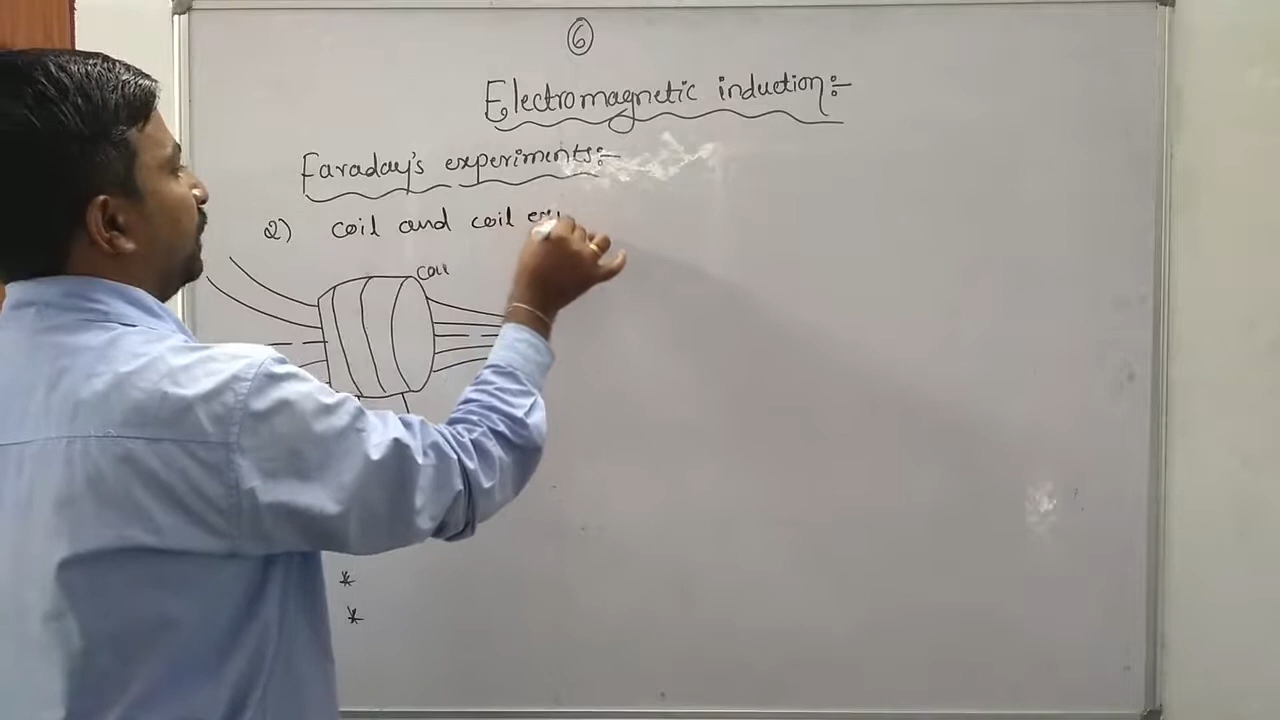 6
Electromagnetic induction:-
Faraday's experiments:-
2) coil and coil
Coil
*
*